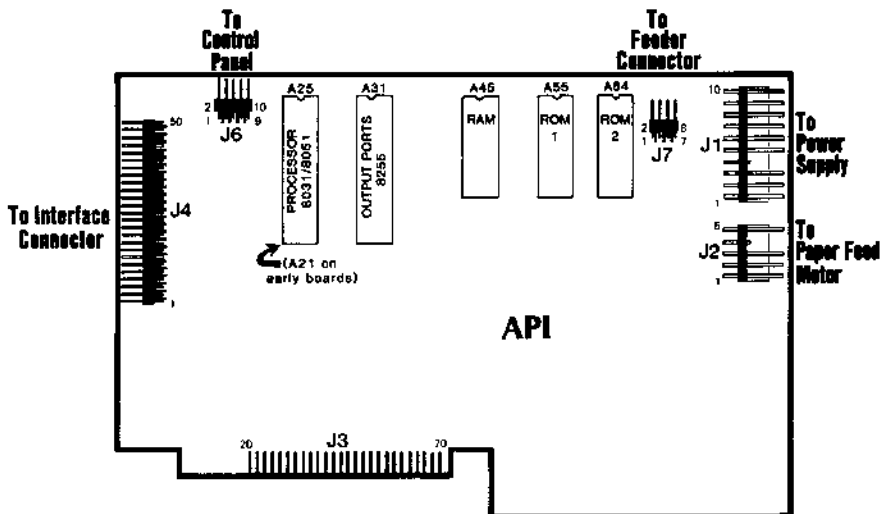 To
Control
Panel
To
Feeder
Connector
A25
A31
A46
A55
A64
2
10
1
9
J6
50
J4
1
To Interface
Connector
PROCESSOR
8031/8051
OUTPUT PORTS
8255
RAM
ROM
1
ROM
2
2
1
7
J7
10
J1
1
To
Power
Supply
J2
1
To
Paper Feed
Motor
(A21 on
early boards)
API
20
J3
70